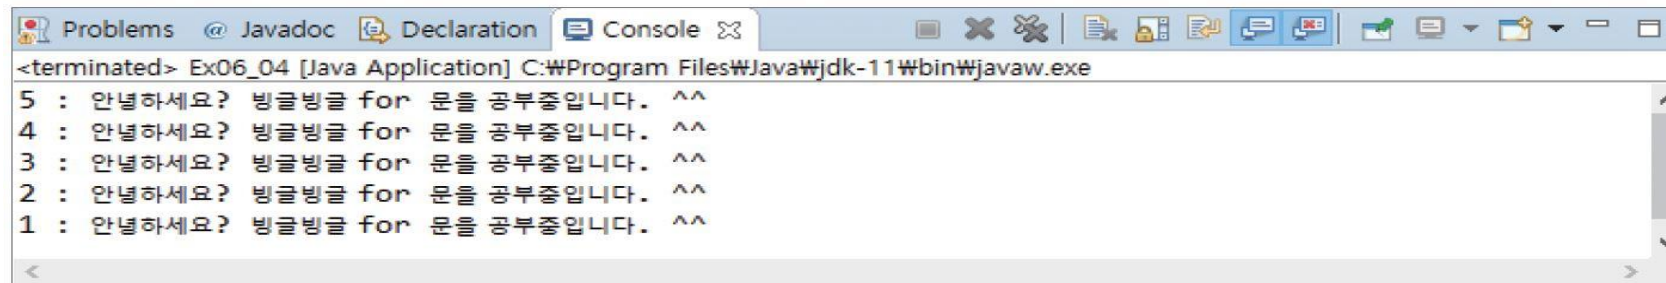 Problems @ Javadoc Declaration Console
<terminated> Ex06_04 [Java Application] C:₩Program Files₩Java₩jdk-11₩bin₩javaw.exe
5 : 안녕하세요? 빙글빙글 for 문을 공부중입니다. ^^
4 : 안녕하세요? 빙글빙글 for 문을 공부중입니다. ^^
3 : 안녕하세요? 빙글빙글 for 문을 공부중입니다. ^^
2 : 안녕하세요? 빙글빙글 for 문을 공부중입니다. ^^
1 : 안녕하세요? 빙글빙글 for 문을 공부중입니다. ^^